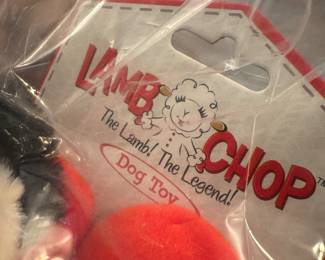 LAMB
CHOP™
The Lamb! The Legend!
Dog Toy